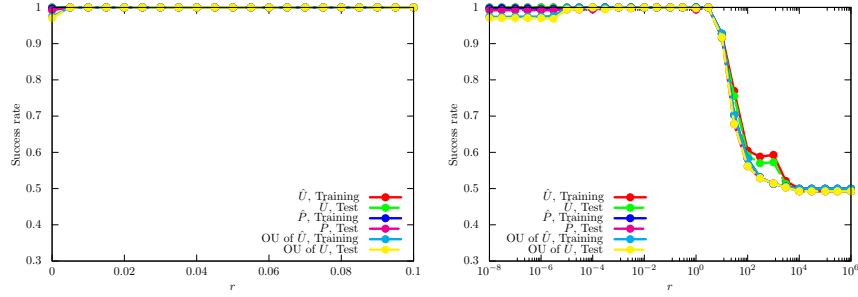 1
0.9
0.8
0.7
0.6
0.5
0.4
0.3
Success rate
0 0.02 0.04 0.06 0.08 0.1
r
Û, Training
Û, Test
P̂, Training
P̂, Test
OU of Û, Training
OU of Û, Test
1
0.9
0.8
0.7
0.6
0.5
0.4
0.3
Success rate
10⁻⁸ 10⁻⁶ 10⁻⁴ 10⁻² 10⁰ 10² 10⁴ 10⁶
r
Û, Training
Û, Test
P̂, Training
P̂, Test
OU of Û, Training
OU of Û, Test